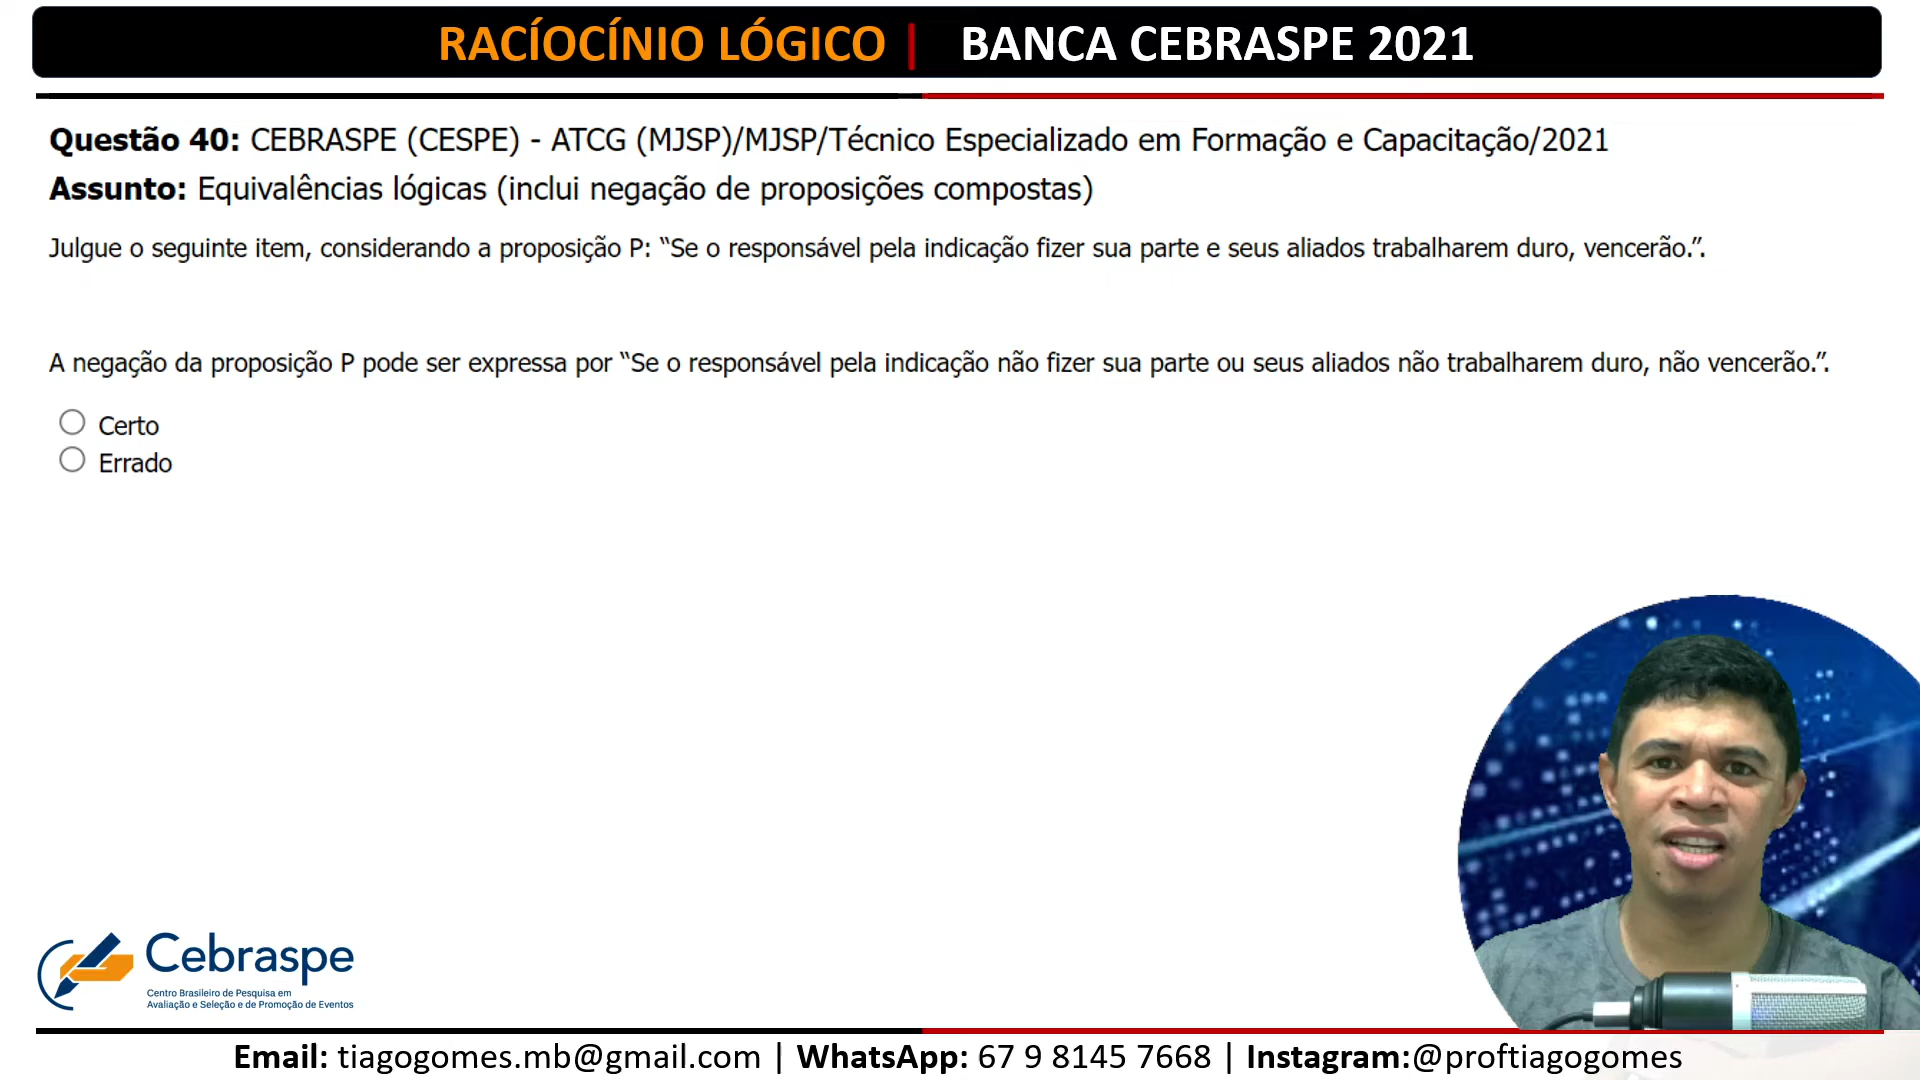 RACÍOCÍNIO LÓGICO | BANCA CEBRASPE 2021
Questão 40: CEBRASPE (CESPE) - ATCG (MJSP)/MJSP/Técnico Especializado em Formação e Capacitação/2021
Assunto: Equivalências lógicas (inclui negação de proposições compostas)
Julgue o seguinte item, considerando a proposição P: “Se o responsável pela indicação fizer sua parte e seus aliados trabalharem duro, vencerão.”.
A negação da proposição P pode ser expressa por “Se o responsável pela indicação não fizer sua parte ou seus aliados não trabalharem duro, não vencerão.”.
Certo
Errado
Cebraspe
Centro Brasileiro de Pesquisa em
Avaliação e Seleção e de Promoção de Eventos
Email: tiagogomes.mb@gmail.com | WhatsApp: 67 9 8145 7668 | Instagram:@proftiagogomes